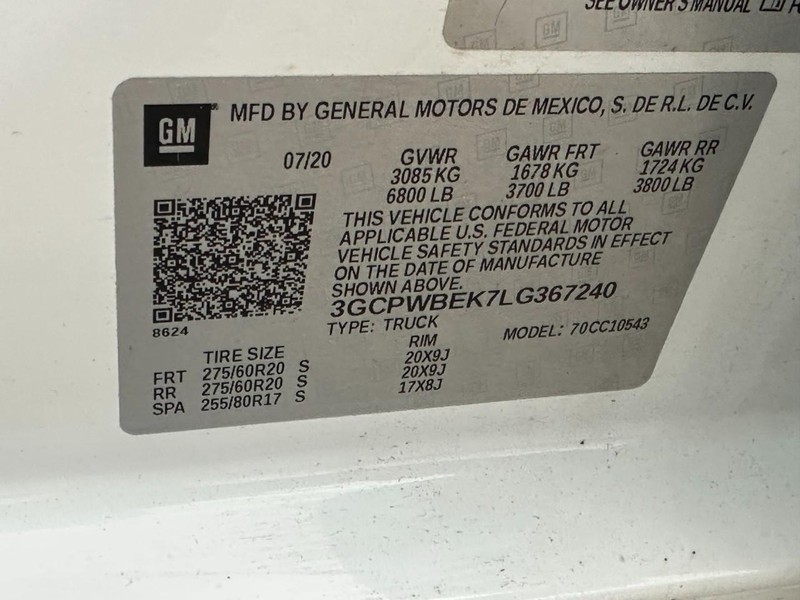 SEE OWNER'S MANUAL
GM
MFD BY GENERAL MOTORS DE MEXICO, S. DE R.L. DE C.V.
07/20 GVWR GAWR FRT GAWR RR
3085 KG 1678 KG 1724 KG
6800 LB 3700 LB 3800 LB
THIS VEHICLE CONFORMS TO ALL
APPLICABLE U.S. FEDERAL MOTOR
VEHICLE SAFETY STANDARDS IN EFFECT
ON THE DATE OF MANUFACTURE
SHOWN ABOVE.
3GCPWBEK7LG367240
8624
TYPE: TRUCK MODEL: 70CC10543
TIRE SIZE RIM
FRT 275/60R20 S 20X9J
RR 275/60R20 S 20X9J
SPA 255/80R17 S 17X8J